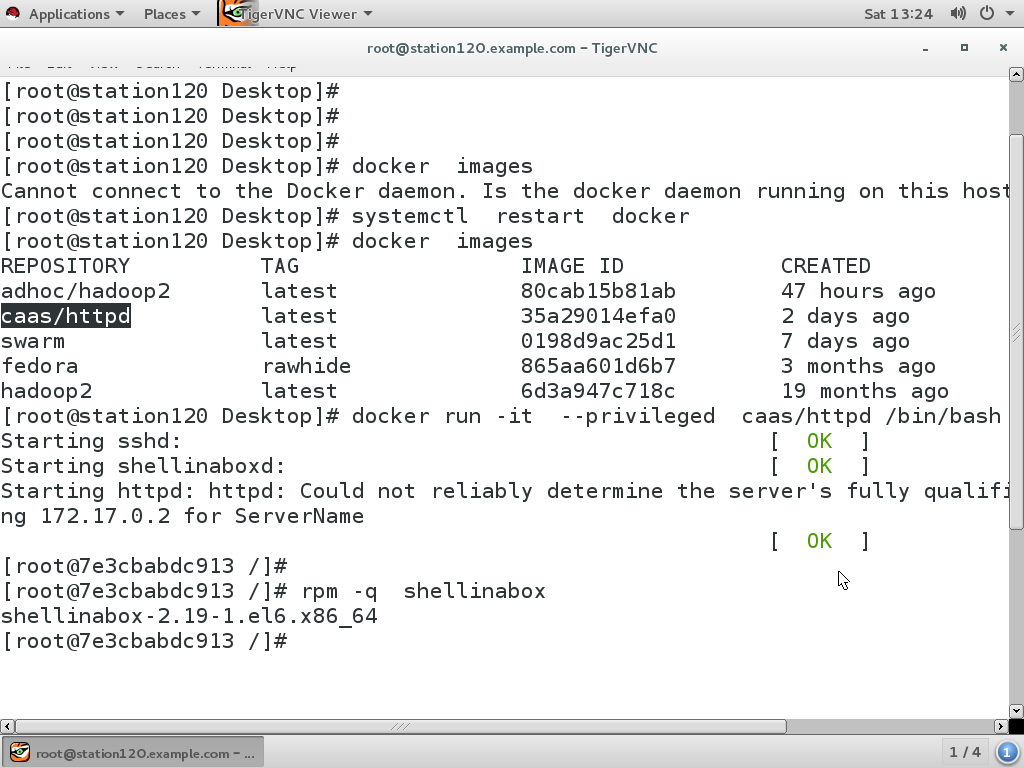 Applications Places TigerVNC Viewer Sat 13:24
root@station120.example.com - TigerVNC
[root@station120 Desktop]#
[root@station120 Desktop]#
[root@station120 Desktop]#
[root@station120 Desktop]# docker  images
Cannot connect to the Docker daemon. Is the docker daemon running on this host
[root@station120 Desktop]# systemctl  restart  docker
[root@station120 Desktop]# docker  images
REPOSITORY TAG IMAGE ID CREATED
adhoc/hadoop2 latest 80cab15b81ab 47 hours ago
caas/httpd latest 35a29014efa0 2 days ago
swarm latest 0198d9ac25d1 7 days ago
fedora rawhide 865aa601d6b7 3 months ago
hadoop2 latest 6d3a947c718c 19 months ago
[root@station120 Desktop]# docker run -it  --privileged  caas/httpd /bin/bash
Starting sshd: [  OK  ]
Starting shellinaboxd: [  OK  ]
Starting httpd: httpd: Could not reliably determine the server's fully qualifi
ng 172.17.0.2 for ServerName
[  OK  ]
[root@7e3cbabdc913 /]#
[root@7e3cbabdc913 /]# rpm -q  shellinabox
shellinabox-2.19-1.el6.x86_64
[root@7e3cbabdc913 /]#
root@station120.example.com - ... 1 / 4 1